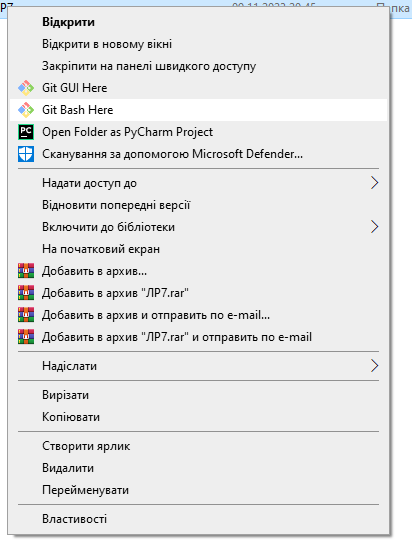 Відкрити
Відкрити в новому вікні
Закріпити на панелі швидкого доступу
Git GUI Here
Git Bash Here
Open Folder as PyCharm Project
Сканування за допомогою Microsoft Defender...
Надати доступ до
Відновити попередні версії
Включити до бібліотеки
На початковий екран
Добавить в архив...
Добавить в архив "ЛР7.rar"
Добавить в архив и отправить по e-mail...
Добавить в архив "ЛР7.rar" и отправить по e-mail
Надіслати
Вирізати
Копіювати
Створити ярлик
Видалити
Перейменувати
Властивості